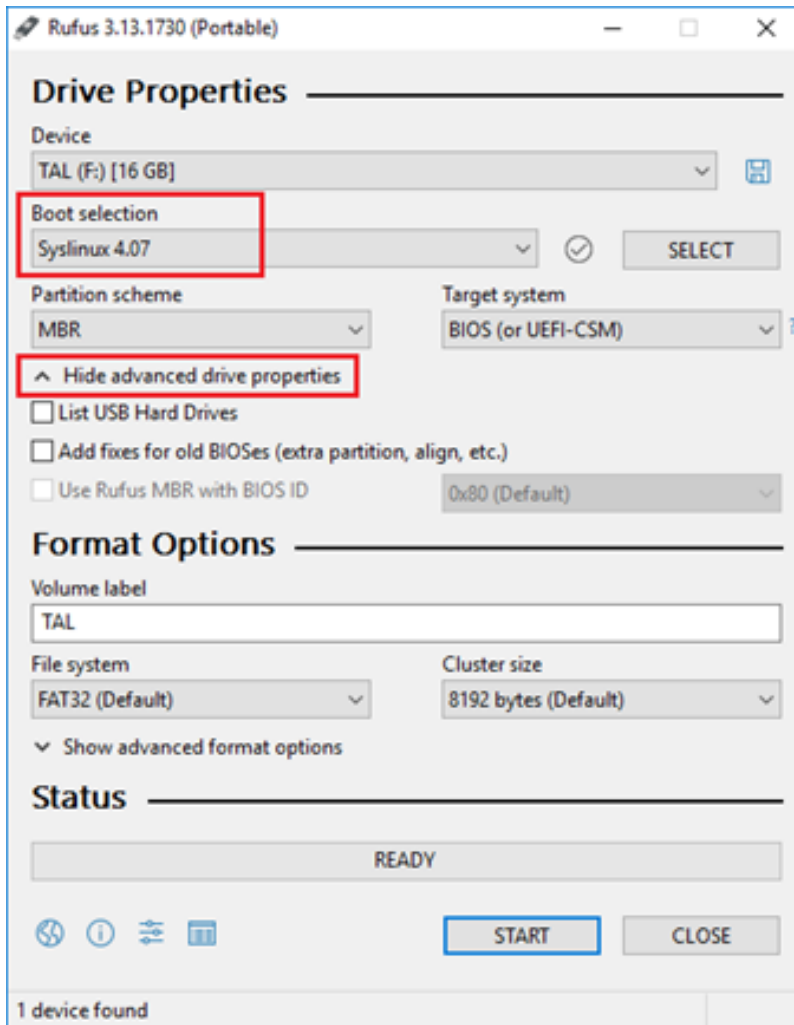 Rufus 3.13.1730 (Portable)
Drive Properties
Device
TAL (F:) [16 GB]
Boot selection
Syslinux 4.07
SELECT
Partition scheme
Target system
MBR
BIOS (or UEFI-CSM)
?
Hide advanced drive properties
List USB Hard Drives
Add fixes for old BIOSes (extra partition, align, etc.)
Use Rufus MBR with BIOS ID
0x80 (Default)
Format Options
Volume label
TAL
File system
Cluster size
FAT32 (Default)
8192 bytes (Default)
Show advanced format options
Status
READY
START
CLOSE
1 device found